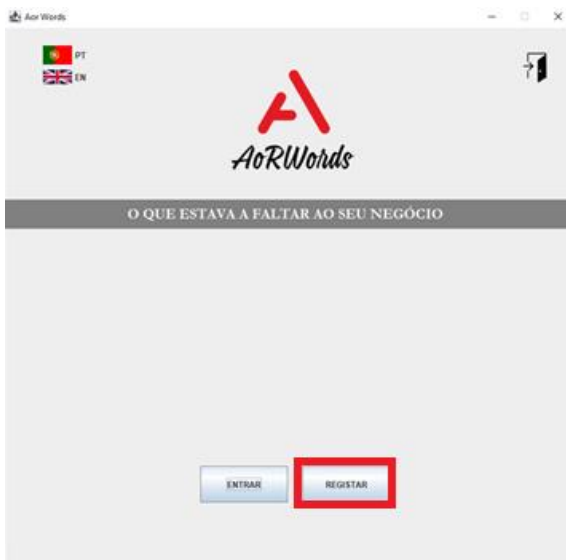 Aor Words
PT
EN
AoRWords
O QUE ESTAVA A FALTAR AO SEU NEGÓCIO
ENTRAR
REGISTAR